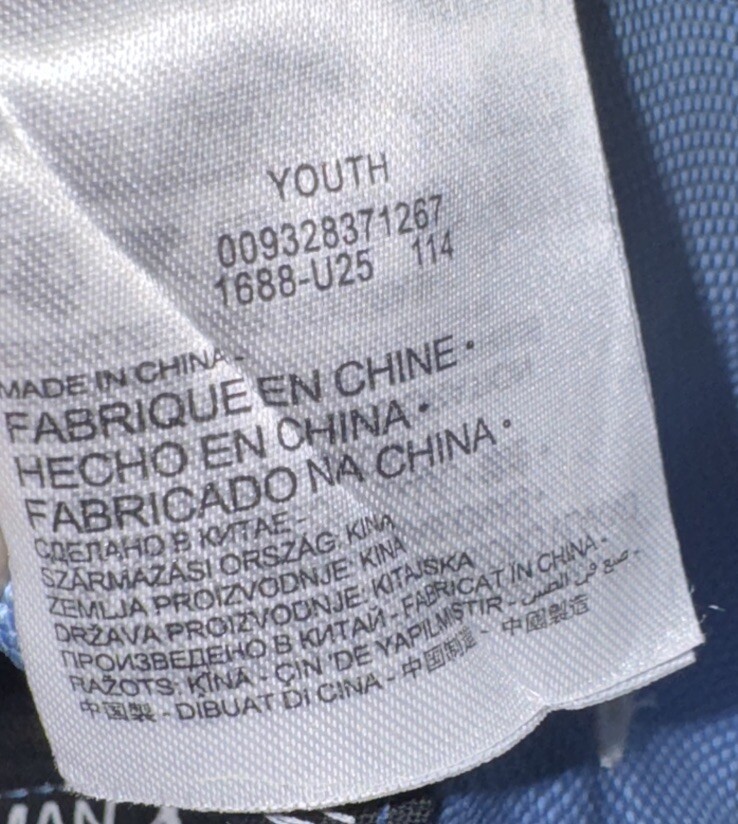 YOUTH
009328371267
1688-U25 114
MADE IN CHINA -
FABRIQUE EN CHINE •
HECHO EN CHINA •
FABRICADO NA CHINA •
СДЕЛАНО В КИТАЕ -
SZÁRMAZÁSI ORSZÁG: KÍNA
ZEMLJA PROIZVODNJE: KINA
DRŽAVA PROIZVODNJE: KITAJSKA
ПРОИЗВЕДЕНО В КИТАЙ - FABRICAT ÎN CHINA -
RAŽOTS: ĶĪNA - ÇİN 'DE YAPILMIŞTIR - صنع في الصين -
中国製 - DIBUAT DI CINA - 中国制造 - 中國製造
MAN